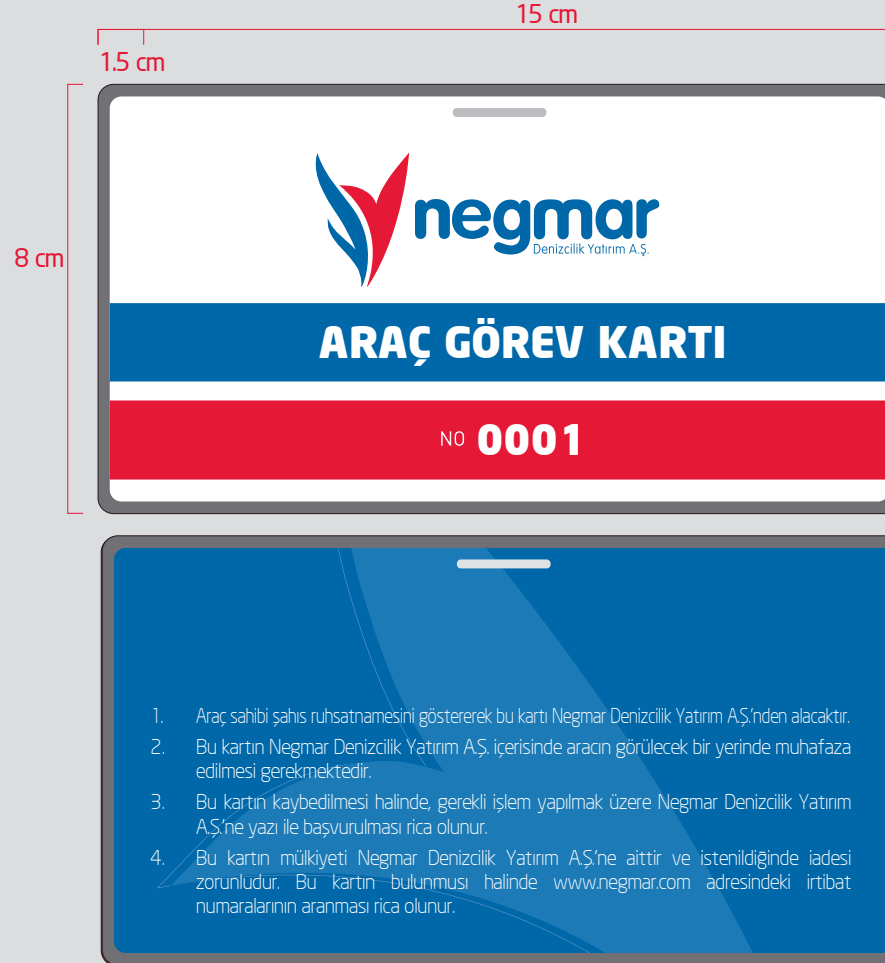 15 cm
1.5 cm
8 cm
negmar
Denizcilik Yatırım A.Ş.
ARAÇ GÖREV KARTI
NO 0001
1. Araç sahibi şahıs ruhsatnamesini göstererek bu kartı Negmar Denizcilik Yatırım A.Ş.'nden alacaktır.
2. Bu kartın Negmar Denizcilik Yatırım A.Ş. içerisinde aracın görülecek bir yerinde muhafaza
edilmesi gerekmektedir.
3. Bu kartın kaybedilmesi halinde, gerekli işlem yapılmak üzere Negmar Denizcilik Yatırım
A.Ş.'ne yazı ile başvurulması rica olunur.
4. Bu kartın mülkiyeti Negmar Denizcilik Yatırım A.Ş.'ne aittir ve istenildiğinde iadesi
zorunludur. Bu kartın bulunmusı halinde www.negmar.com adresindeki irtibat
numaralarının aranması rica olunur.